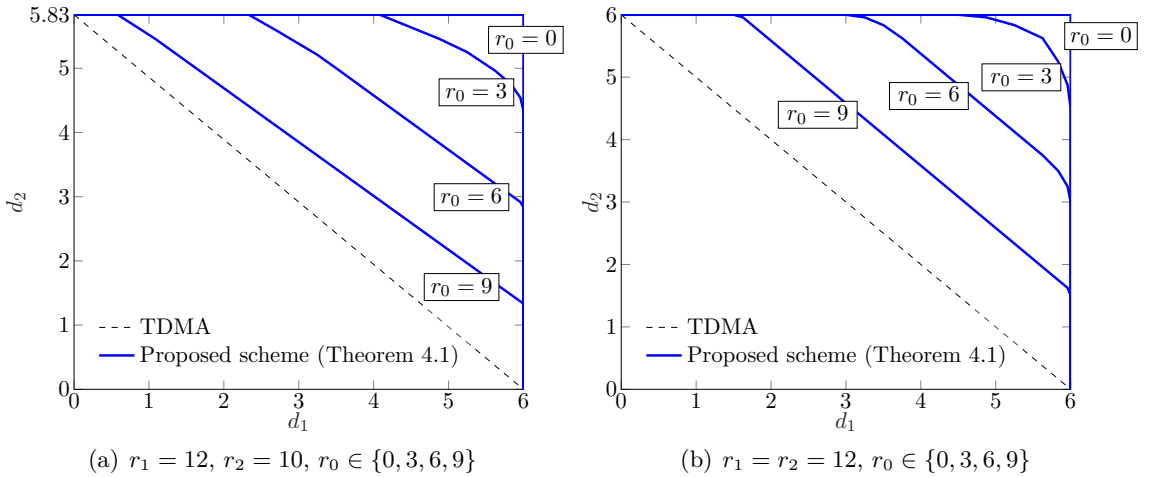 5.83
5
4
3
2
1
0
0 1 2 3 4 5 6
d₂
d₁
r₀ = 0
r₀ = 3
r₀ = 6
r₀ = 9
TDMA
Proposed scheme (Theorem 4.1)
(a) r₁ = 12, r₂ = 10, r₀ ∈ {0, 3, 6, 9}
6
5
4
3
2
1
0
0 1 2 3 4 5 6
d₂
d₁
r₀ = 0
r₀ = 3
r₀ = 6
r₀ = 9
TDMA
Proposed scheme (Theorem 4.1)
(b) r₁ = r₂ = 12, r₀ ∈ {0, 3, 6, 9}